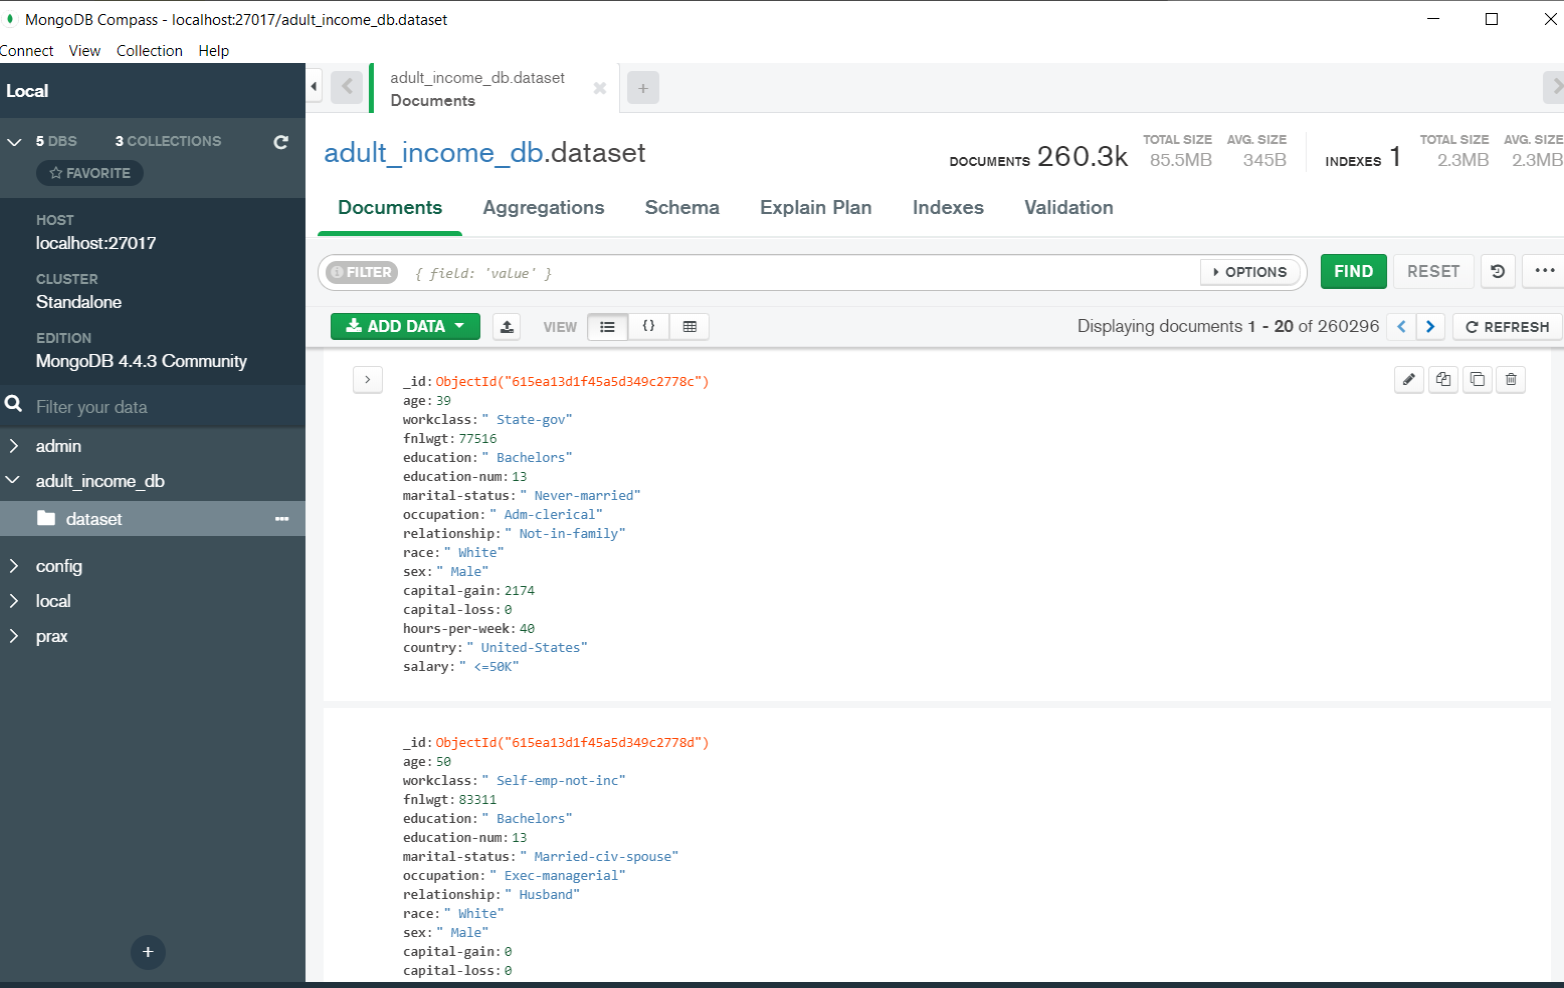 MongoDB Compass - localhost:27017/adult_income_db.dataset
Connect View Collection Help
Local
5 DBS 3 COLLECTIONS
FAVORITE
HOST
localhost:27017
CLUSTER
Standalone
EDITION
MongoDB 4.4.3 Community
Filter your data
admin
adult_income_db
dataset
config
local
prax
adult_income_db.dataset
Documents
adult_income_db.dataset
DOCUMENTS 260.3k
TOTAL SIZE 85.5MB
AVG. SIZE 345B
INDEXES 1
TOTAL SIZE 2.3MB
AVG. SIZE 2.3MB
Documents Aggregations Schema Explain Plan Indexes Validation
FILTER { field: 'value' } OPTIONS FIND RESET
ADD DATA VIEW {} Displaying documents 1 - 20 of 260296 REFRESH
_id: ObjectId("615ea13d1f45a5d349c2778c")
age: 39
workclass: " State-gov"
fnlwgt: 77516
education: " Bachelors"
education-num: 13
marital-status: " Never-married"
occupation: " Adm-clerical"
relationship: " Not-in-family"
race: " White"
sex: " Male"
capital-gain: 2174
capital-loss: 0
hours-per-week: 40
country: " United-States"
salary: " <=50K"
_id: ObjectId("615ea13d1f45a5d349c2778d")
age: 50
workclass: " Self-emp-not-inc"
fnlwgt: 83311
education: " Bachelors"
education-num: 13
marital-status: " Married-civ-spouse"
occupation: " Exec-managerial"
relationship: " Husband"
race: " White"
sex: " Male"
capital-gain: 0
capital-loss: 0